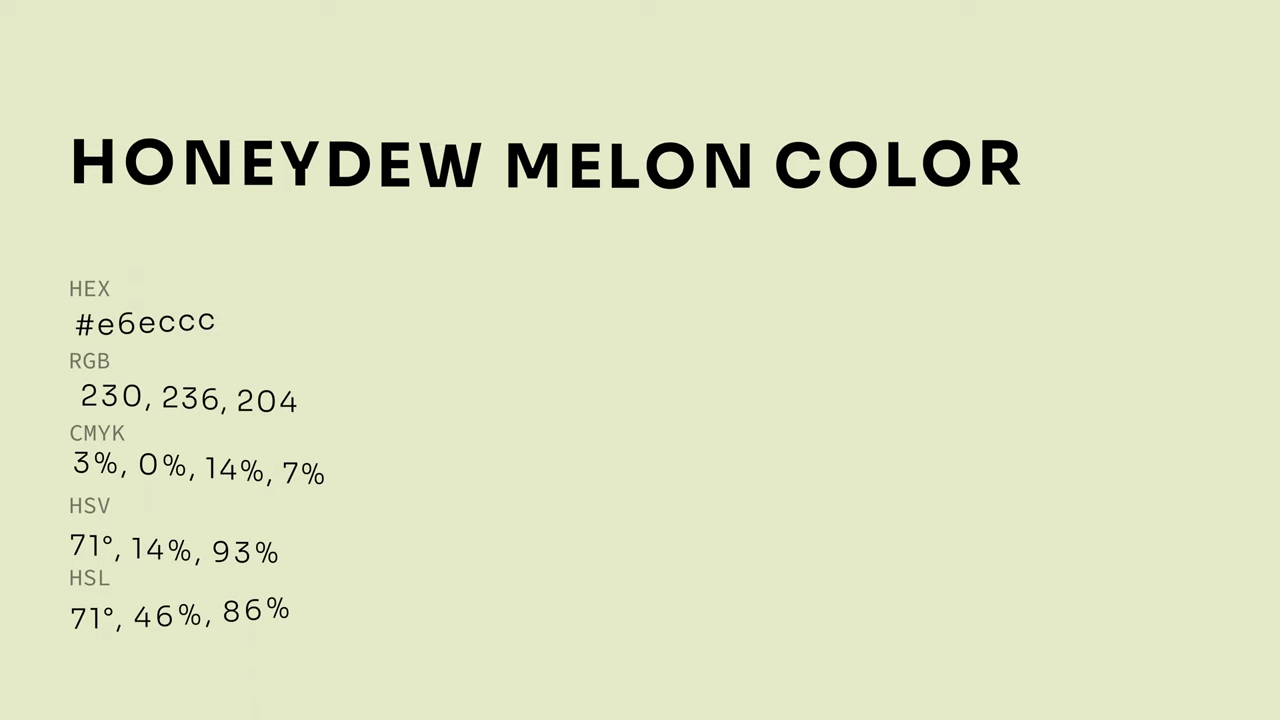 HONEYDEW MELON COLOR
HEX
#e6eccc
RGB
230, 236, 204
CMYK
3%, 0%, 14%, 7%
HSV
71°, 14%, 93%
HSL
71°, 46%, 86%